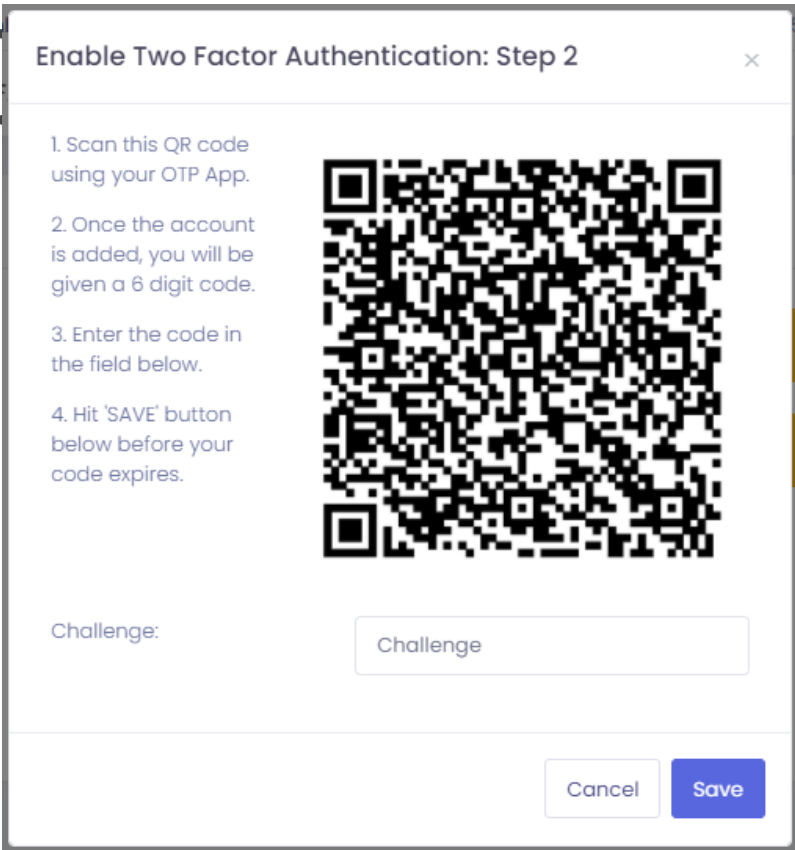 Enable Two Factor Authentication: Step 2
×
1. Scan this QR code
using your OTP App.
2. Once the account
is added, you will be
given a 6 digit code.
3. Enter the code in
the field below.
4. Hit 'SAVE' button
below before your
code expires.
Challenge:
Challenge
Cancel
Save